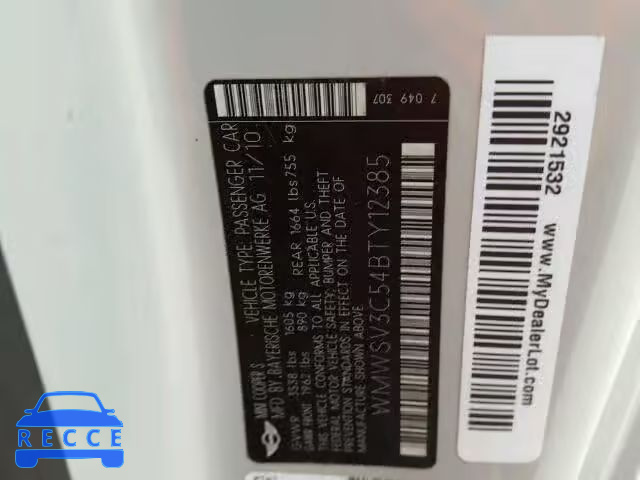 MINI COOPER S
VEHICLE TYPE: PASSENGER CAR
MFD BY BAYERISCHE MOTORENWERKE AG 11/10
GVWR 3538 lbs 1605 kg
GAWR FRONT 1962 lbs 890 kg REAR 1664 lbs 755 kg
THIS VEHICLE CONFORMS TO ALL APPLICABLE U.S.
FEDERAL MOTOR VEHICLE SAFETY, BUMPER AND THEFT
PREVENTION STANDARDS IN EFFECT ON THE DATE OF
MANUFACTURE SHOWN ABOVE
WMWSV3C54BTY12385
7 049 307
2921532
www.MyDealerLot.com
RECCE